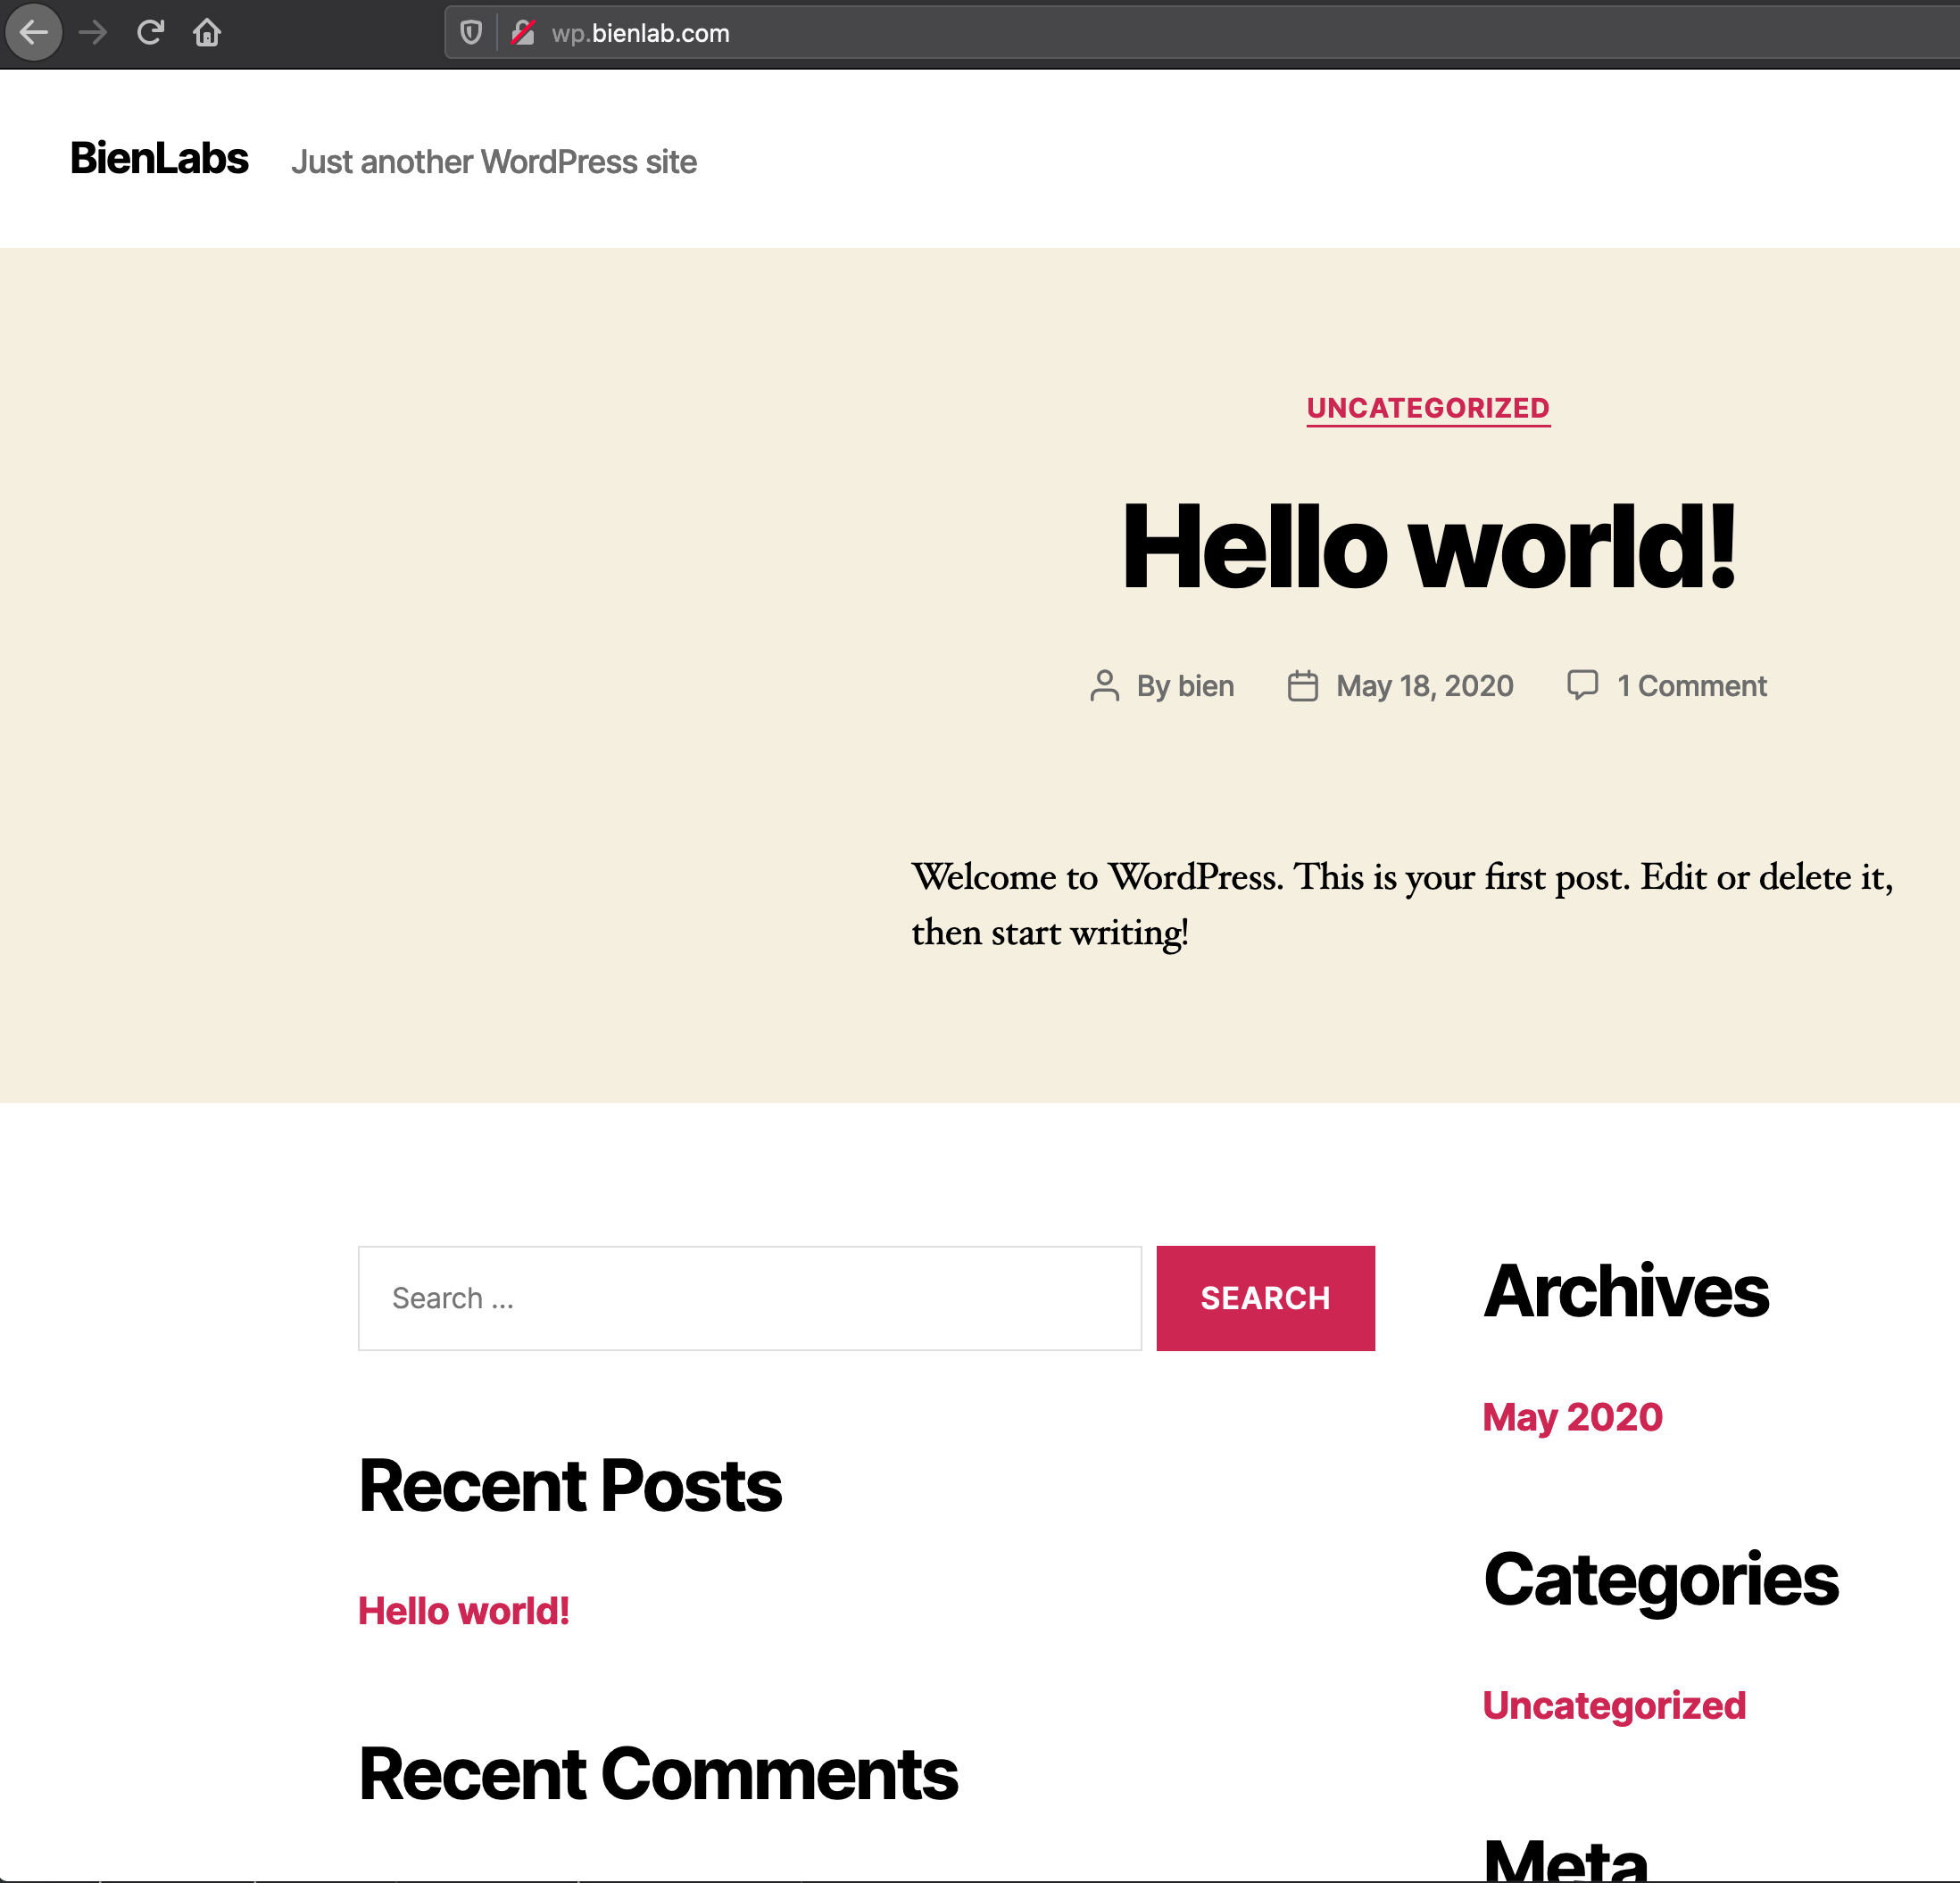 wp.bienlab.com
BienLabs Just another WordPress site
UNCATEGORIZED
Hello world!
By bien May 18, 2020 1 Comment
Welcome to WordPress. This is your first post. Edit or delete it,
then start writing!
Search ... SEARCH
Recent Posts
Hello world!
Recent Comments
Archives
May 2020
Categories
Uncategorized
Meta